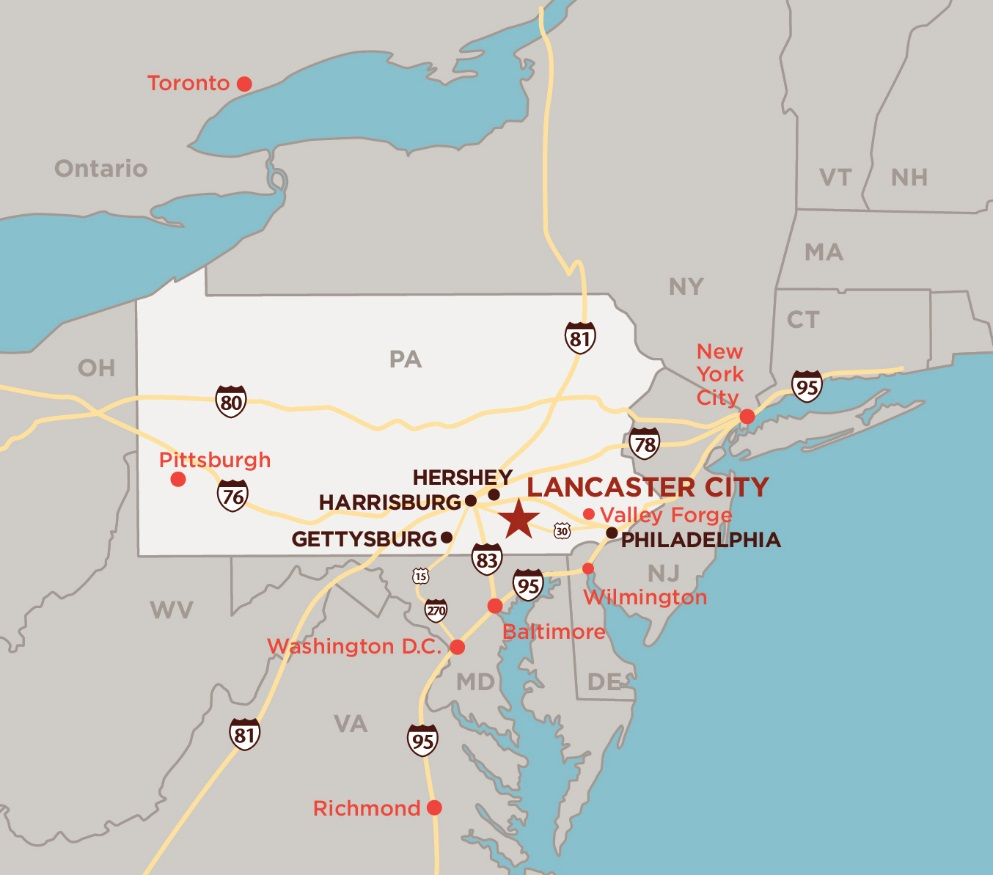 Toronto
Ontario
VT
NH
MA
NY
CT
81
PA
New
York
City
OH
95
80
78
Pittsburgh
HERSHEY
LANCASTER CITY
76
HARRISBURG
Valley Forge
30
GETTYSBURG
PHILADELPHIA
83
15
95
NJ
WV
270
Wilmington
Baltimore
Washington D.C.
MD
DE
VA
81
95
Richmond